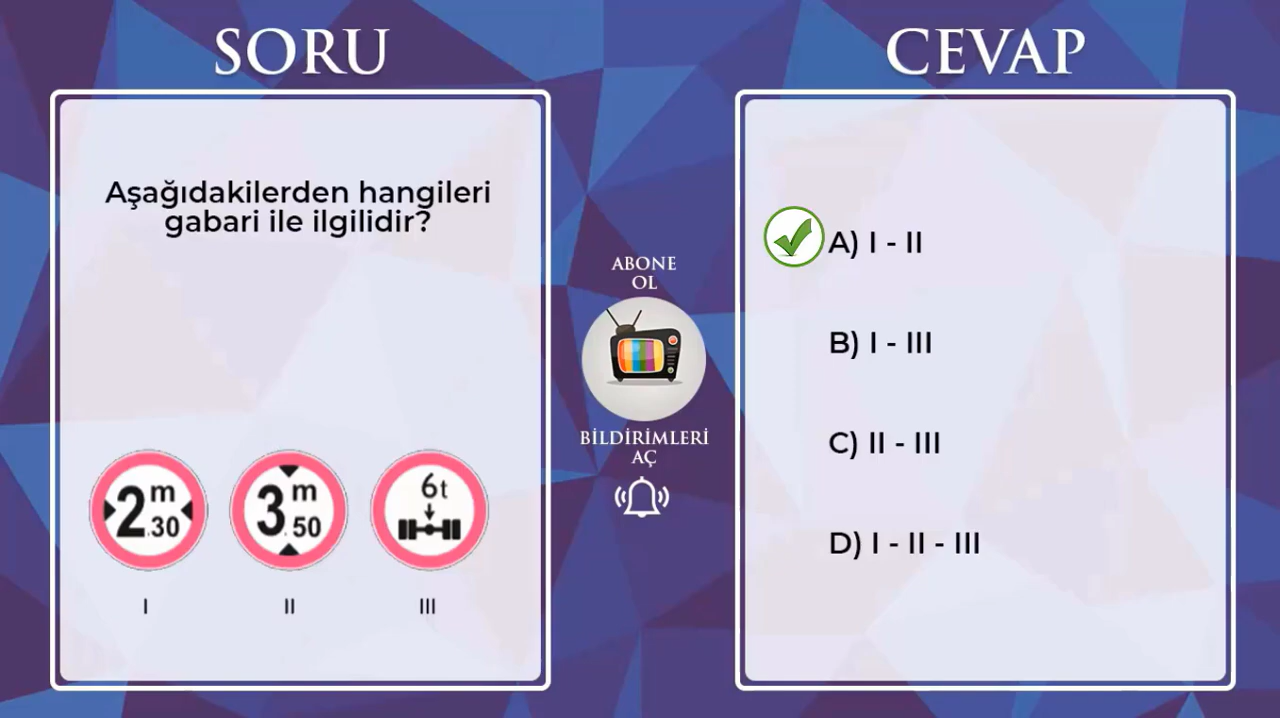 SORU
Aşağıdakilerden hangileri
gabari ile ilgilidir?
2.30 m
3.50 m
6t
I
II
III
ABONE
OL
BİLDİRİMLERİ
AÇ
CEVAP
A) I - II
B) I - III
C) II - III
D) I - II - III